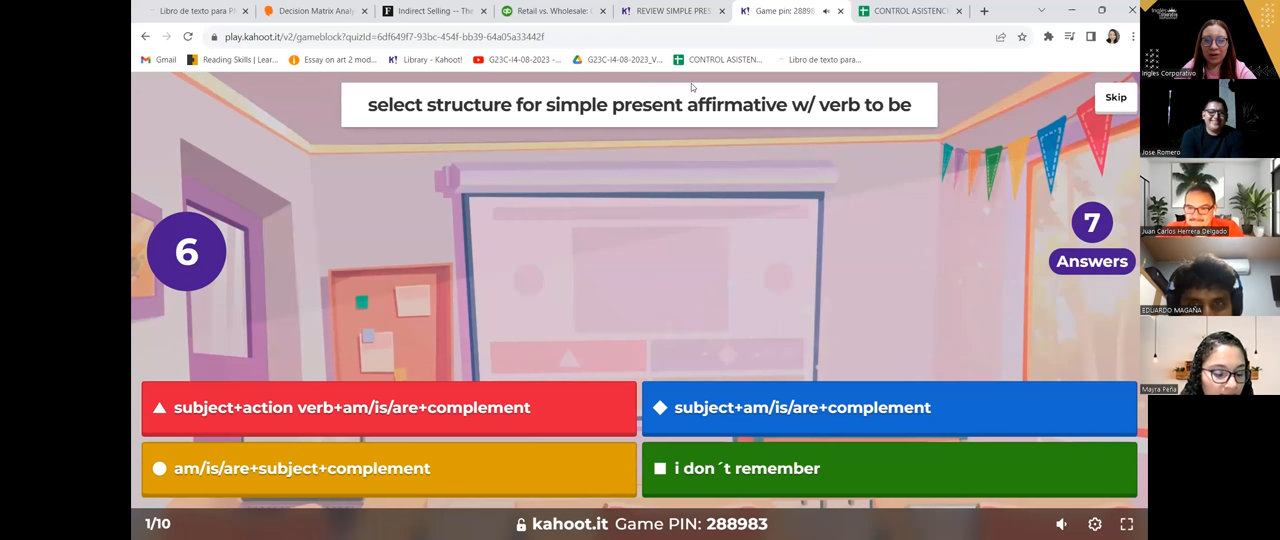 Libro de texto para P
Decision Matrix Anal
Indirect Selling -- The
Retail vs. Wholesale: C
REVIEW SIMPLE PRES
Game pin: 28898
CONTROL ASISTENC
play.kahoot.it/v2/gameblock?quizId=6df649f7-93bc-454f-bb39-64a05a33442f
Gmail
Reading Skills | Lear...
Essay on art 2 mod...
Library - Kahoot!
G23C-I4-08-2023 -...
G23C-I4-08-2023_V...
CONTROL ASISTEN...
Libro de texto para...
select structure for simple present affirmative w/ verb to be
Skip
6
7
Answers
subject+action verb+am/is/are+complement
subject+am/is/are+complement
am/is/are+subject+complement
i don´t remember
1/10
kahoot.it Game PIN: 288983
Inglés Corporativo
Jose Romero
Juan Carlos Herrera Delgado
EDUARDO MAGAÑA
Mayra Peña